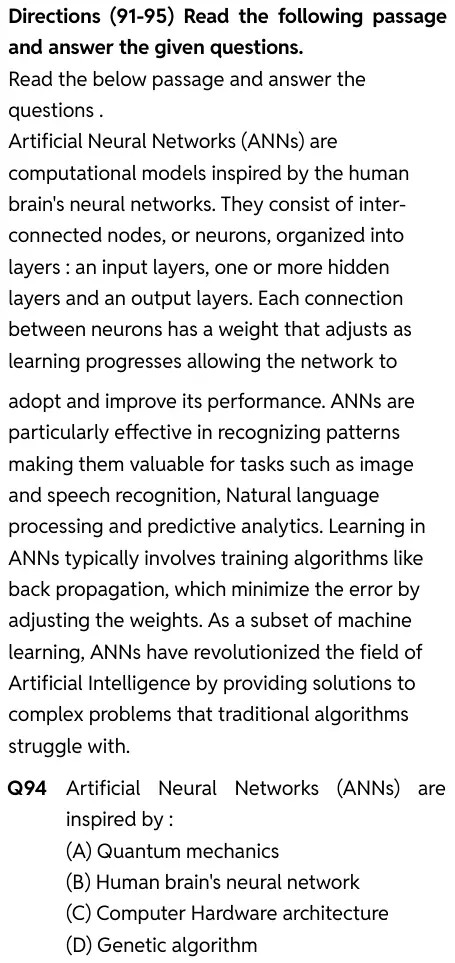 Directions (91-95) Read the following passage
and answer the given questions.
Read the below passage and answer the
questions .
Artificial Neural Networks (ANNs) are
computational models inspired by the human
brain's neural networks. They consist of inter-
connected nodes, or neurons, organized into
layers : an input layers, one or more hidden
layers and an output layers. Each connection
between neurons has a weight that adjusts as
learning progresses allowing the network to
adopt and improve its performance. ANNs are
particularly effective in recognizing patterns
making them valuable for tasks such as image
and speech recognition, Natural language
processing and predictive analytics. Learning in
ANNs typically involves training algorithms like
back propagation, which minimize the error by
adjusting the weights. As a subset of machine
learning, ANNs have revolutionized the field of
Artificial Intelligence by providing solutions to
complex problems that traditional algorithms
struggle with.
Q94 Artificial Neural Networks (ANNs) are
inspired by :
(A) Quantum mechanics
(B) Human brain's neural network
(C) Computer Hardware architecture
(D) Genetic algorithm